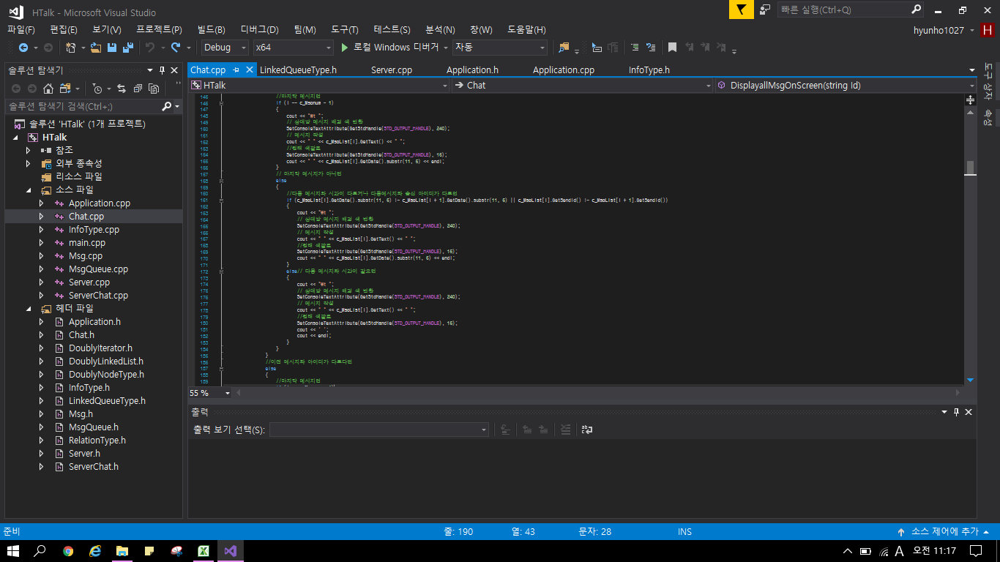 HTalk - Microsoft Visual Studio
빠른 실행(Ctrl+Q)
파일(F) 편집(E) 보기(V) 프로젝트(P) 빌드(B) 디버그(D) 팀(M) 도구(T) 테스트(S) 분석(N) 창(W) 도움말(H)
hyunho1027 H
Debug x64 로컬 Windows 디버거 자동
솔루션 탐색기
Chat.cpp LinkedQueueType.h Server.cpp Application.h Application.cpp InfoType.h
도구 상자
속성
HTalk Chat DisplayallMsgOnScreen(string Id)
솔루션 탐색기 검색(Ctrl+;)
솔루션 'HTalk' (1개 프로젝트)
HTalk
참조
외부 종속성
리소스 파일
소스 파일
Application.cpp
Chat.cpp
InfoType.cpp
main.cpp
Msg.cpp
MsgQueue.cpp
Server.cpp
ServerChat.cpp
헤더 파일
Application.h
Chat.h
DoublyIterator.h
DoublyLinkedList.h
DoublyNodeType.h
InfoType.h
LinkedQueueType.h
Msg.h
MsgQueue.h
RelationType.h
Server.h
ServerChat.h
145 //마지막 메시지면
146 if (i == c_MsgNum - 1)
147 {
148 cout << "\t ";
149 // 상대방 메시지 배경 색 변환
150 SetConsoleTextAttribute(GetStdHandle(STD_OUTPUT_HANDLE), 240);
151 // 메시지 작성
152 cout << " " << c_MsgList[i].GetText() << " ";
153 //원래 색깔로
154 SetConsoleTextAttribute(GetStdHandle(STD_OUTPUT_HANDLE), 15);
155 cout << " " << c_MsgList[i].GetDate().substr(11, 5) << endl;
156 }
157 // 마지막 메시지가 아니면
158 else
159 {
160 //다음 메시지와 시간이 다르거나 다음메시지와 송신 아이디가 다르면
161 if (c_MsgList[i].GetDate().substr(11, 5) != c_MsgList[i + 1].GetDate().substr(11, 5) || c_MsgList[i].GetSendId() != c_MsgList[i + 1].GetSendId())
162 {
163 cout << "\t ";
164 // 상대방 메시지 배경 색 변환
165 SetConsoleTextAttribute(GetStdHandle(STD_OUTPUT_HANDLE), 240);
166 // 메시지 작성
167 cout << " " << c_MsgList[i].GetText() << " ";
168 //원래 색깔로
169 SetConsoleTextAttribute(GetStdHandle(STD_OUTPUT_HANDLE), 15);
170 cout << " " << c_MsgList[i].GetDate().substr(11, 5) << endl;
171 }
172 else// 다음 메시지와 시간이 같으면
173 {
174 cout << "\t ";
175 // 상대방 메시지 배경 색 변환
176 SetConsoleTextAttribute(GetStdHandle(STD_OUTPUT_HANDLE), 240);
177 // 메시지 작성
178 cout << " " << c_MsgList[i].GetText() << " ";
179 //원래 색깔로
180 SetConsoleTextAttribute(GetStdHandle(STD_OUTPUT_HANDLE), 15);
181 cout << ' ';
182 cout << endl;
183 }
184 }
185 }
186 //이전 메시지와 아이디가 다르다면
187 else
188 {
189 //마지막 메시지면
55 %
출력
출력 보기 선택(S):
준비 줄: 190 열: 43 문자: 28 INS 소스 제어에 추가
A 오전 11:17